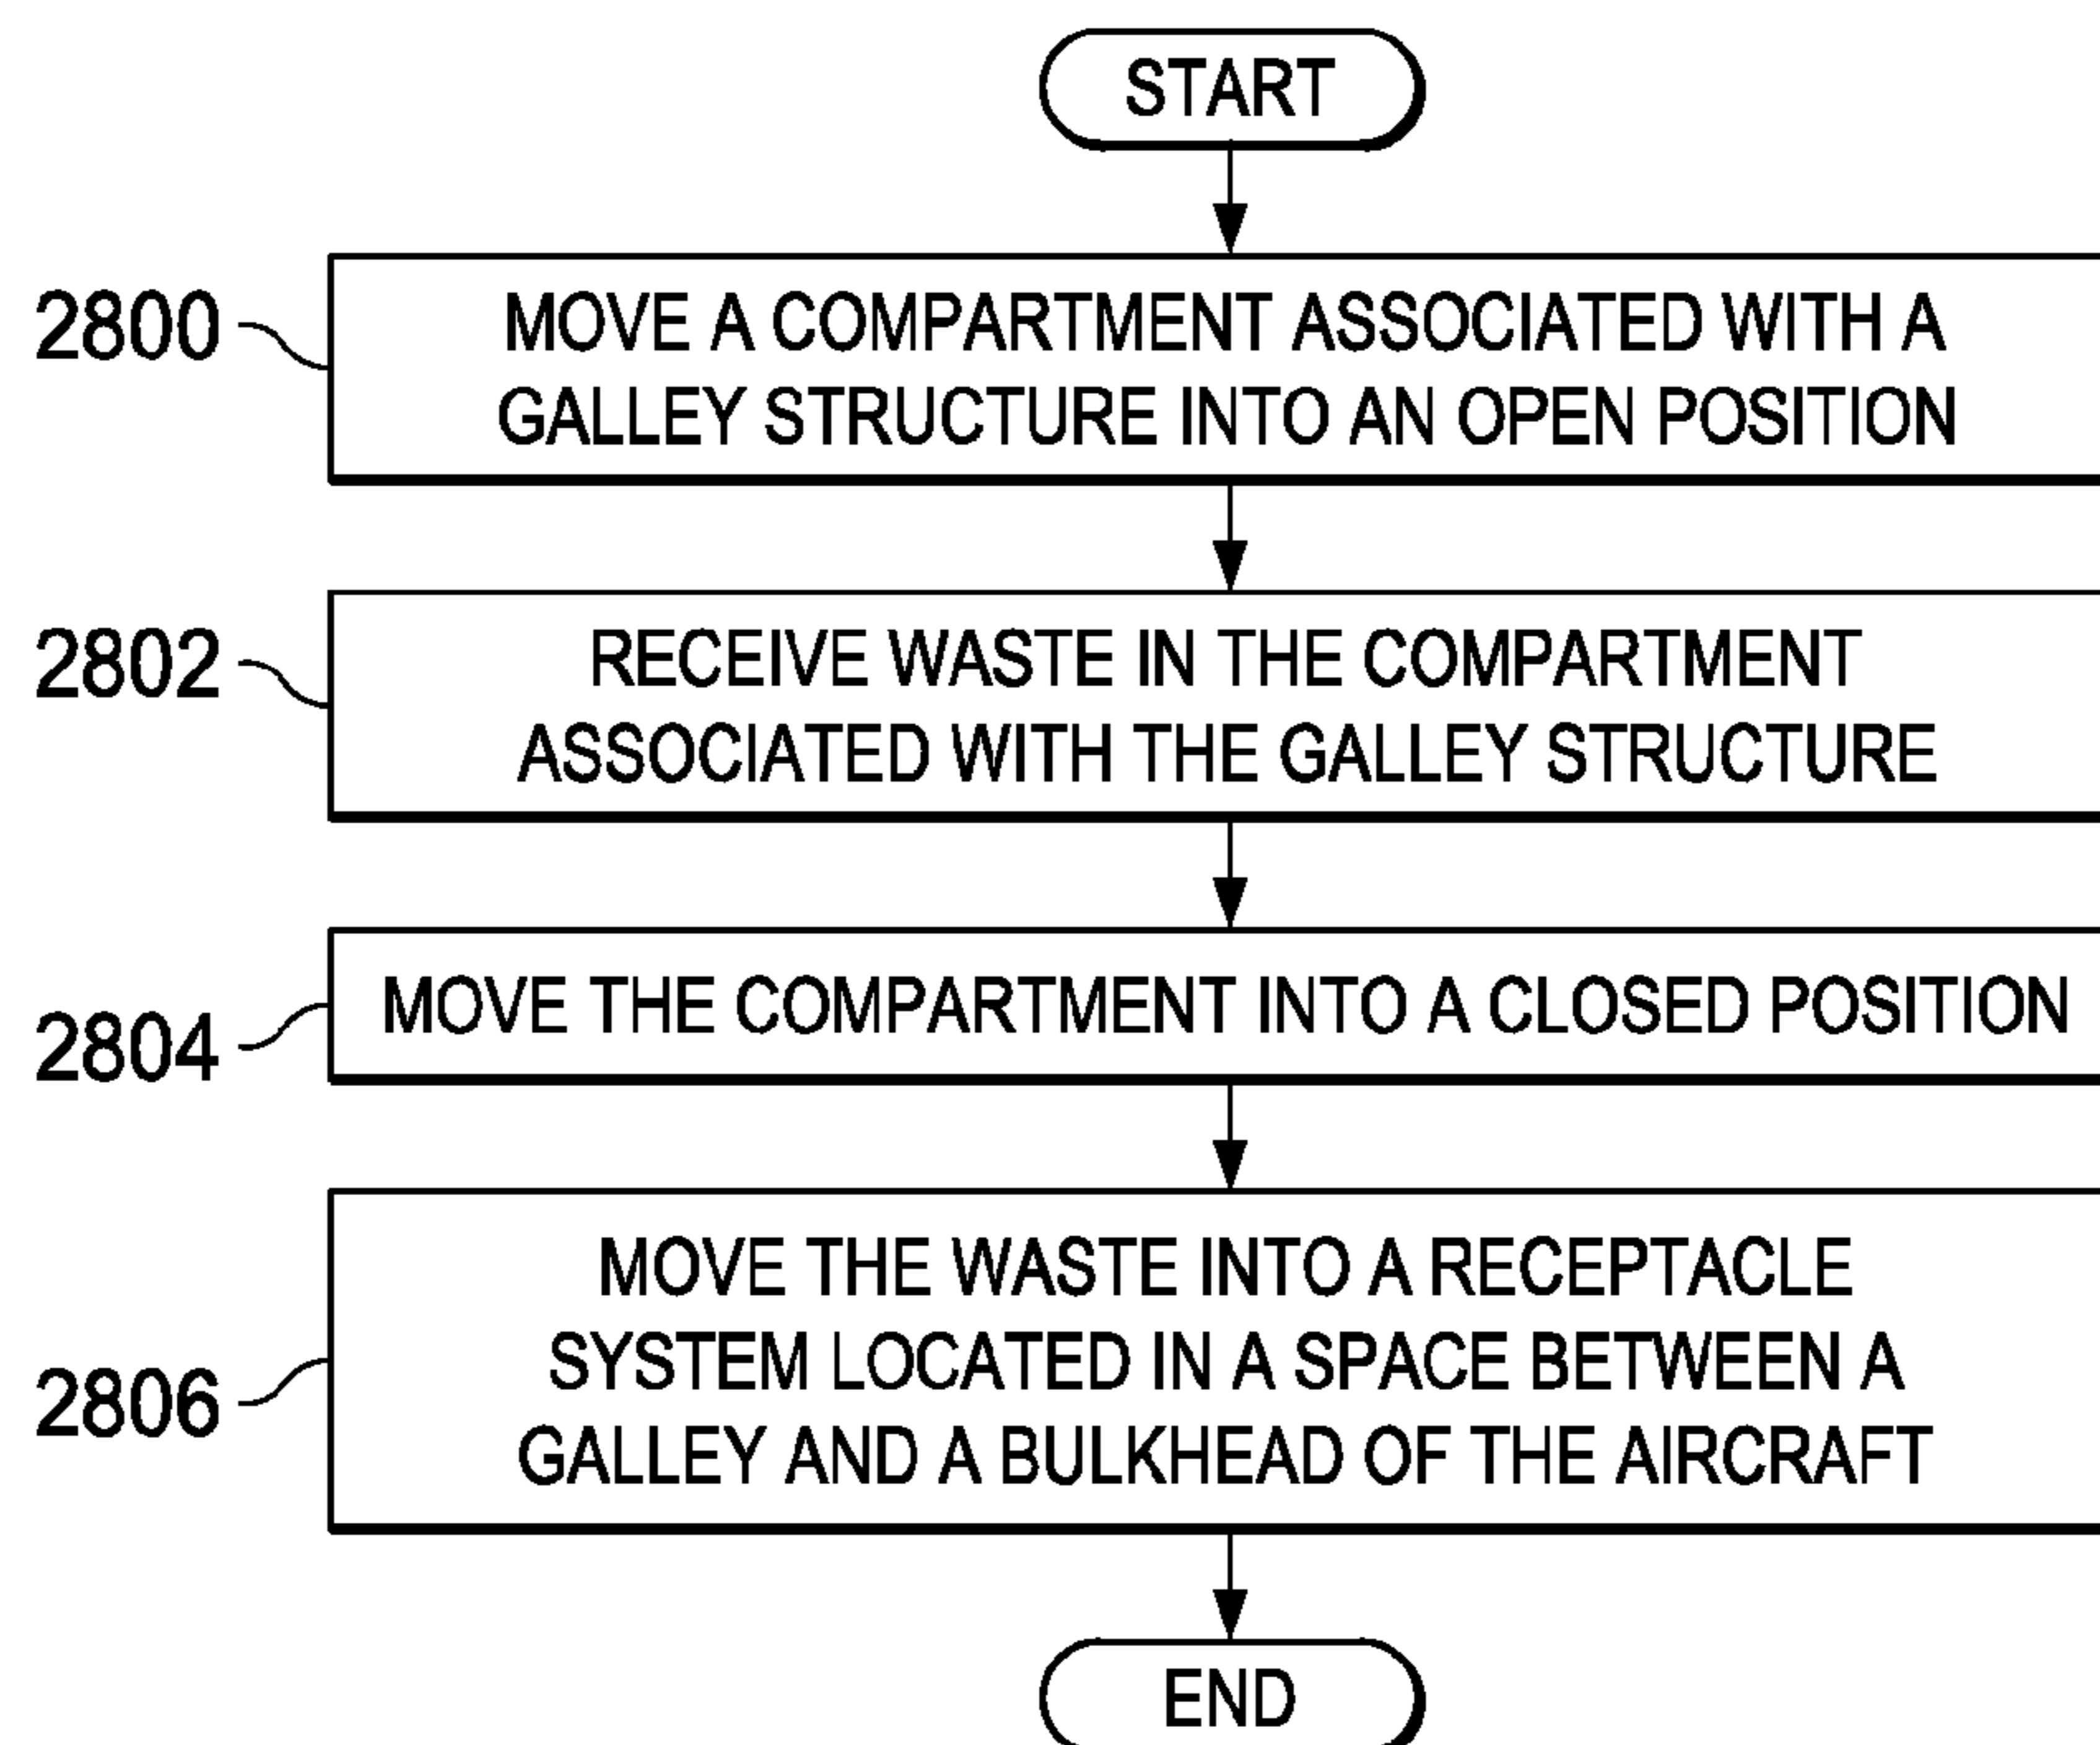 START
2800
MOVE A COMPARTMENT ASSOCIATED WITH A
GALLEY STRUCTURE INTO AN OPEN POSITION
2802
RECEIVE WASTE IN THE COMPARTMENT
ASSOCIATED WITH THE GALLEY STRUCTURE
2804
MOVE THE COMPARTMENT INTO A CLOSED POSITION
2806
MOVE THE WASTE INTO A RECEPTACLE
SYSTEM LOCATED IN A SPACE BETWEEN A
GALLEY AND A BULKHEAD OF THE AIRCRAFT
END